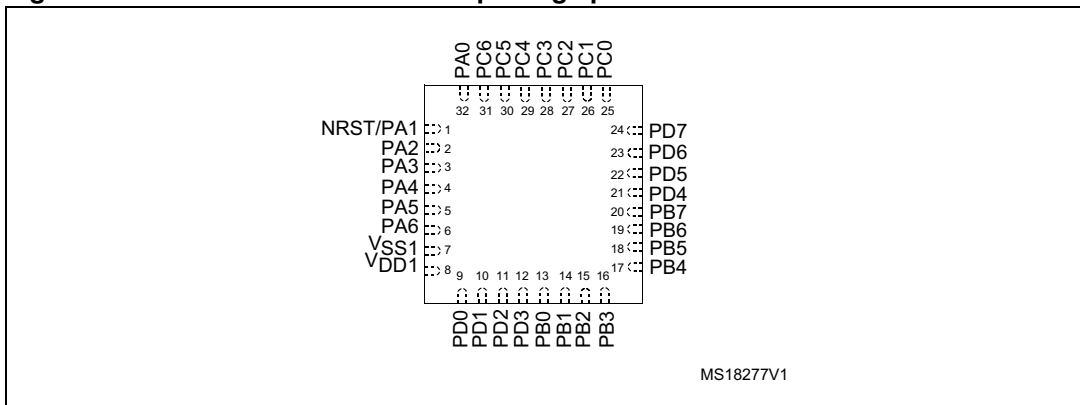 PA0 PC6 PC5 PC4 PC3 PC2 PC1 PC0
32 31 30 29 28 27 26 25
NRST/PA1 1
PA2 2
PA3 3
PA4 4
PA5 5
PA6 6
VSS1 7
VDD1 8
24 PD7
23 PD6
22 PD5
21 PD4
20 PB7
19 PB6
18 PB5
17 PB4
9 10 11 12 13 14 15 16
PD0 PD1 PD2 PD3 PB0 PB1 PB2 PB3
MS18277V1